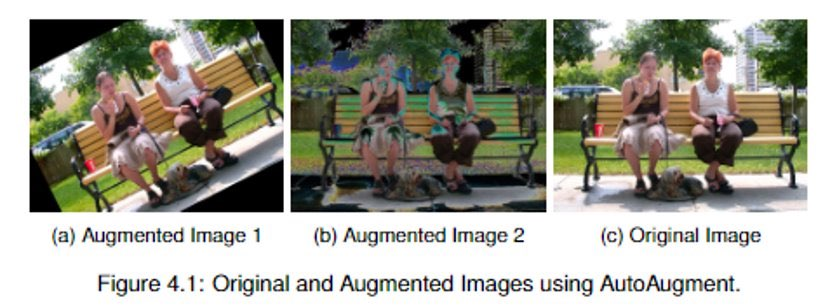 (a) Augmented Image 1
(b) Augmented Image 2
(c) Original Image
Figure 4.1: Original and Augmented Images using AutoAugment.